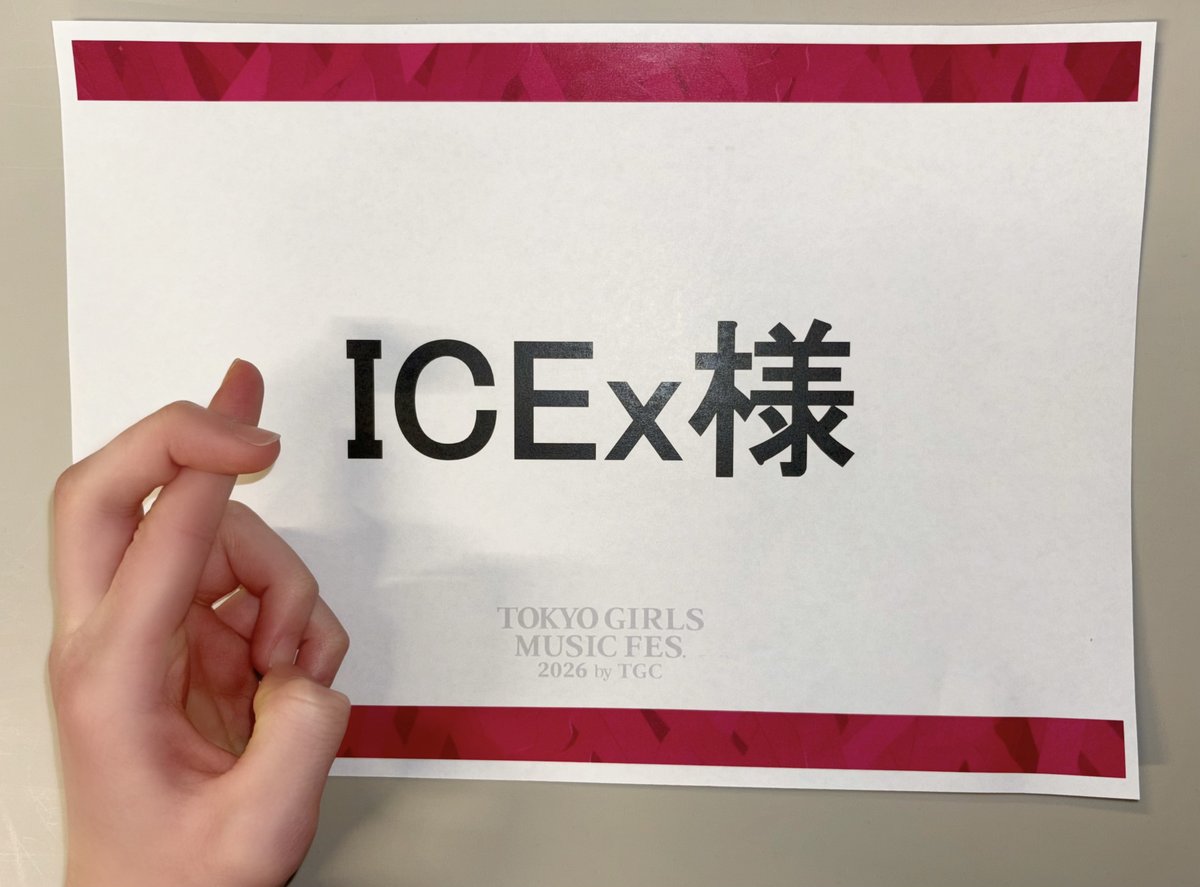 ICEx様
TOKYO GIRLS
MUSIC FES.
2026 by TGC